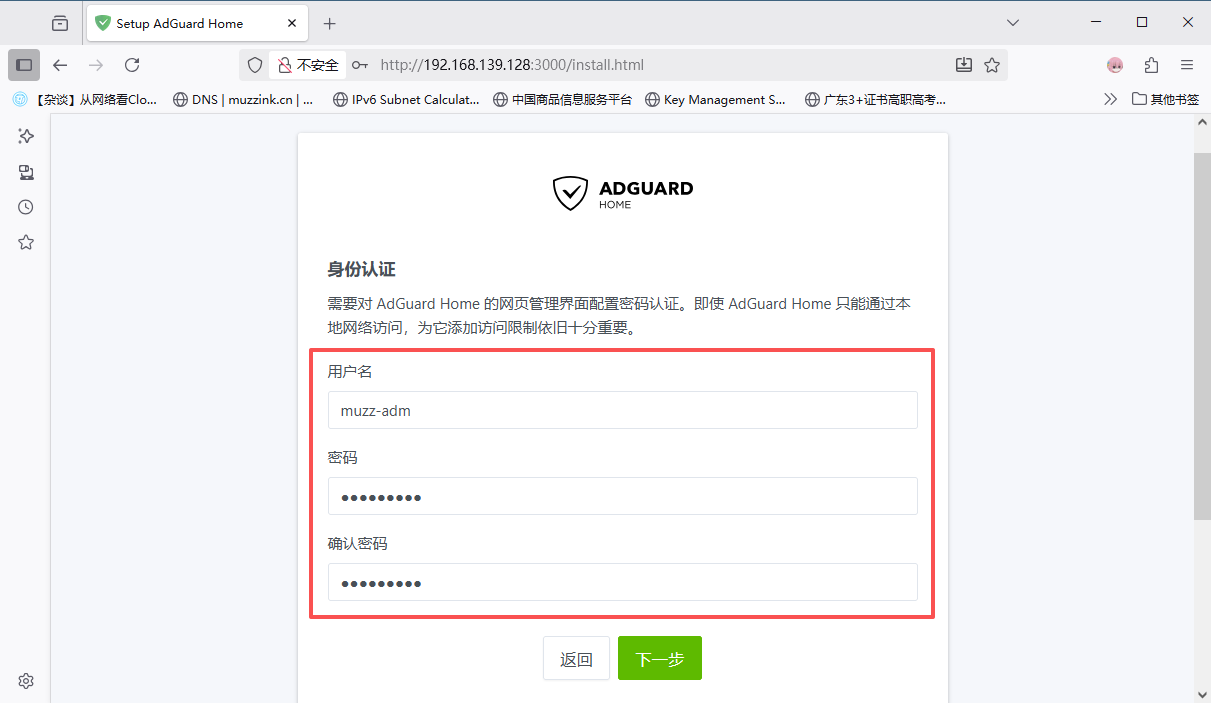 Setup AdGuard Home
不安全
http://192.168.139.128:3000/install.html
【杂谈】从网络看Clo...
DNS | muzzink.cn | ...
IPv6 Subnet Calculat...
中国商品信息服务平台
Key Management S...
广东3+证书高职高考...
其他书签
ADGUARD
HOME
身份认证
需要对 AdGuard Home 的网页管理界面配置密码认证。即使 AdGuard Home 只能通过本
地网络访问，为它添加访问限制依旧十分重要。
用户名
muzz-adm
密码
●●●●●●●●●
确认密码
●●●●●●●●●
返回
下一步